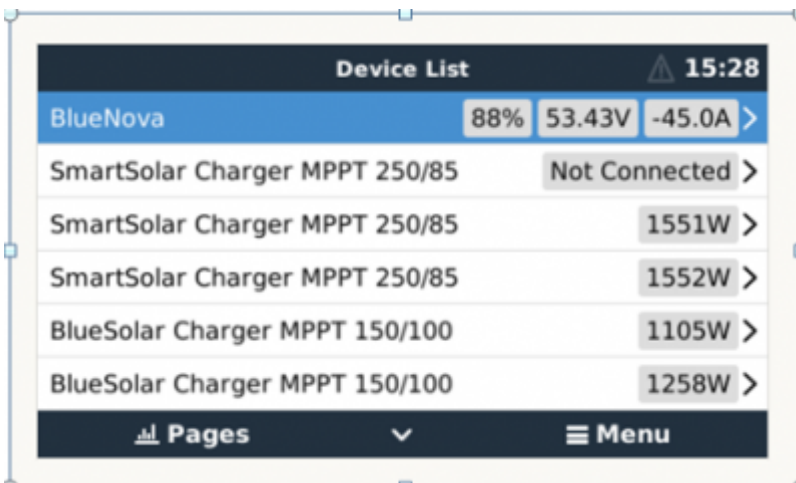 Device List 15:28
BlueNova 88% 53.43V -45.0A
SmartSolar Charger MPPT 250/85 Not Connected
SmartSolar Charger MPPT 250/85 1551W
SmartSolar Charger MPPT 250/85 1552W
BlueSolar Charger MPPT 150/100 1105W
BlueSolar Charger MPPT 150/100 1258W
Pages Menu